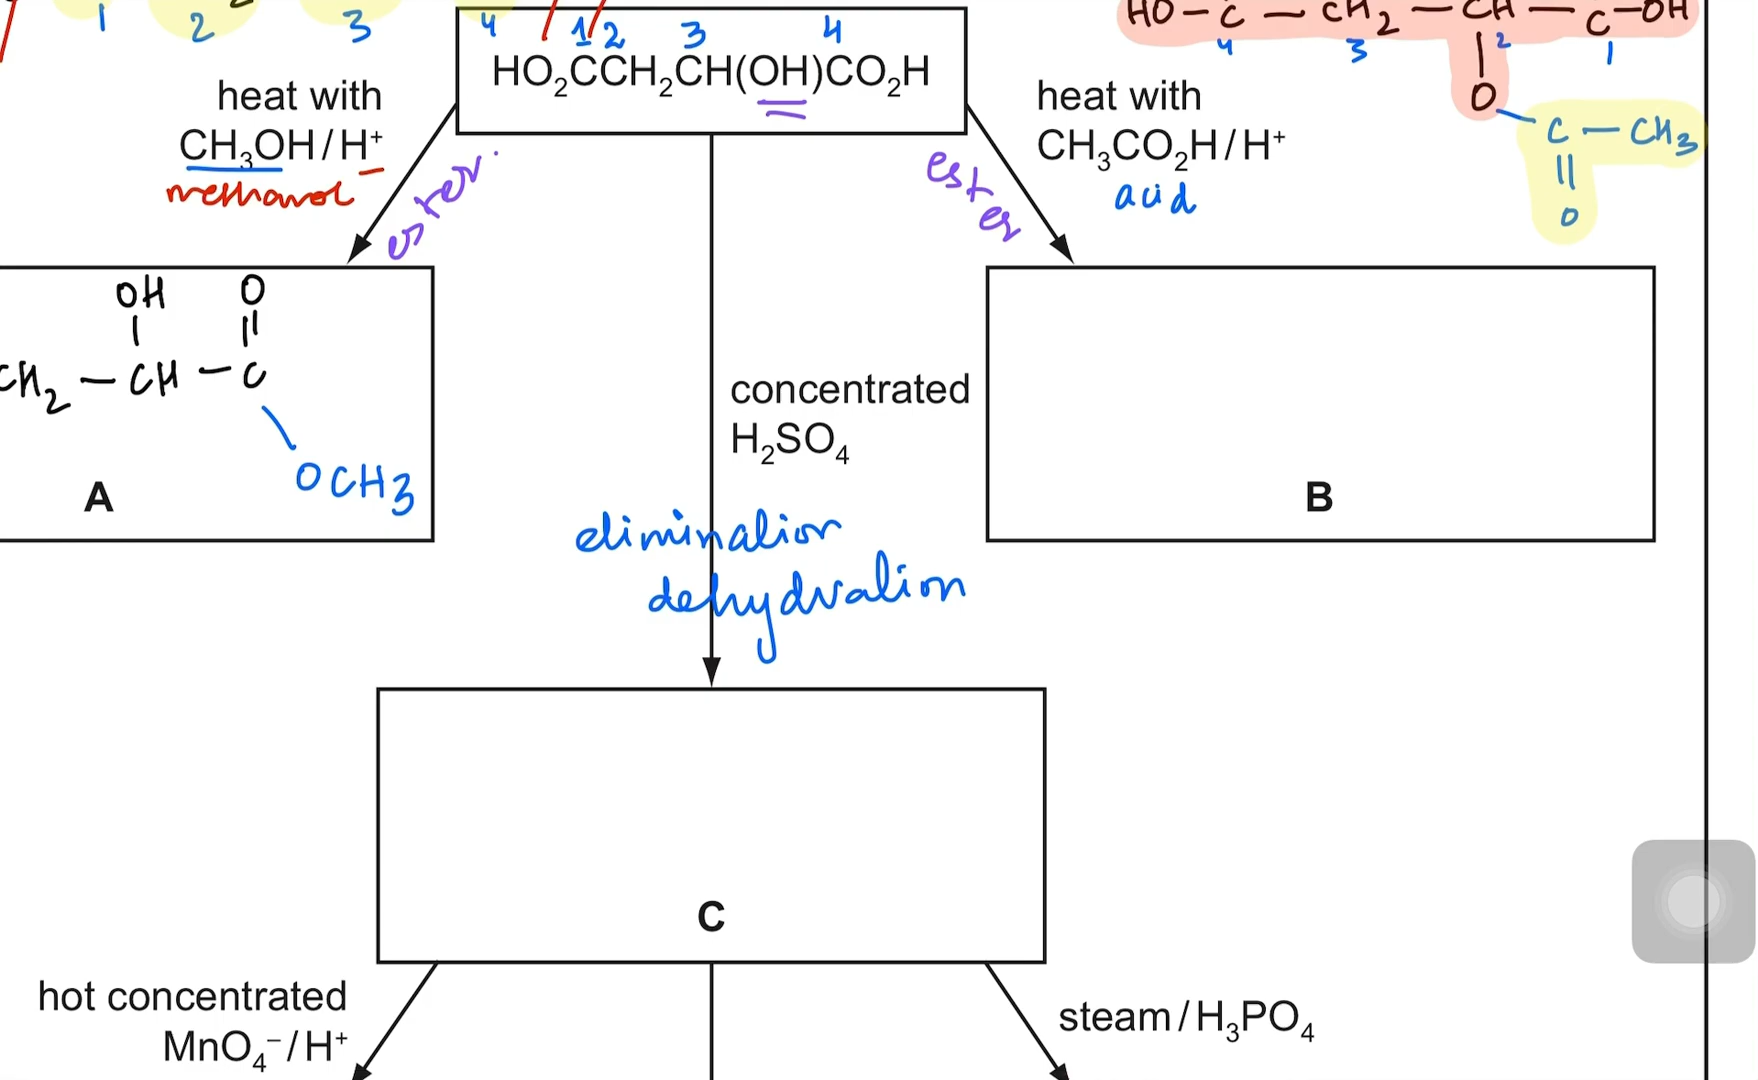 1 2 3 4 1 2 3 4
HO₂CCH₂CH(OH)CO₂H
HO–C — CH₂ — CH — C–OH
4 3 2 1
O
C — CH₃
O
heat with
CH₃OH/H⁺
methanol
ester
heat with
CH₃CO₂H/H⁺
acid
ester
OH O
CH₂ — CH – C
OCH3
A
concentrated
H₂SO₄
B
elimination
dehydration
C
hot concentrated
MnO₄⁻/H⁺
steam/H₃PO₄